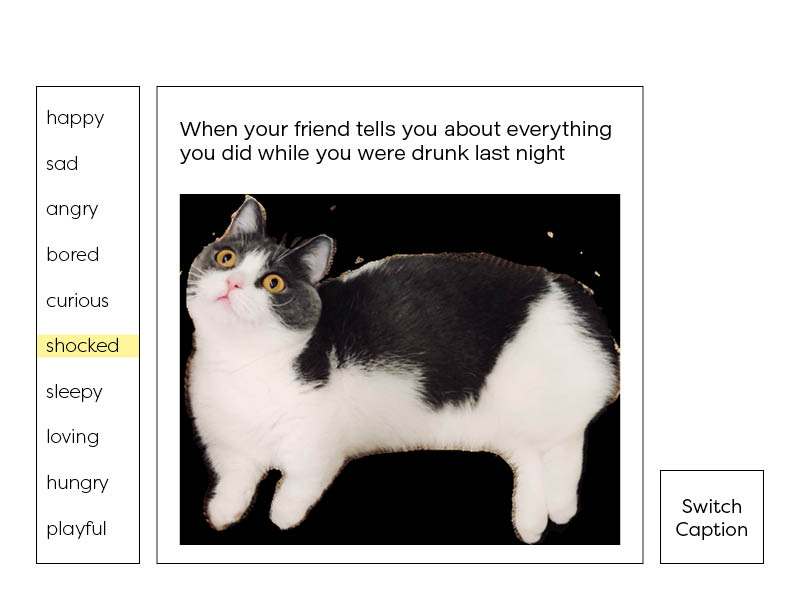 happy
sad
angry
bored
curious
shocked
sleepy
loving
hungry
playful
When your friend tells you about everything
you did while you were drunk last night
Switch
Caption